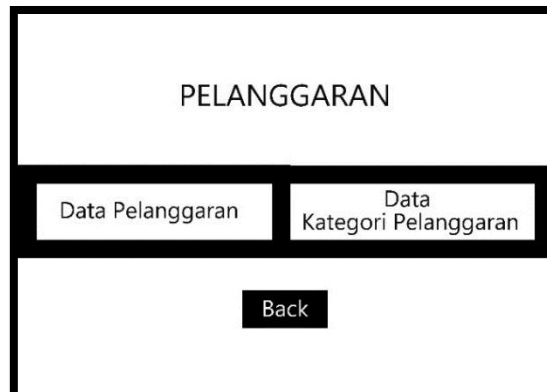 PELANGGARAN
Data Pelanggaran
Data
Kategori Pelanggaran
Back